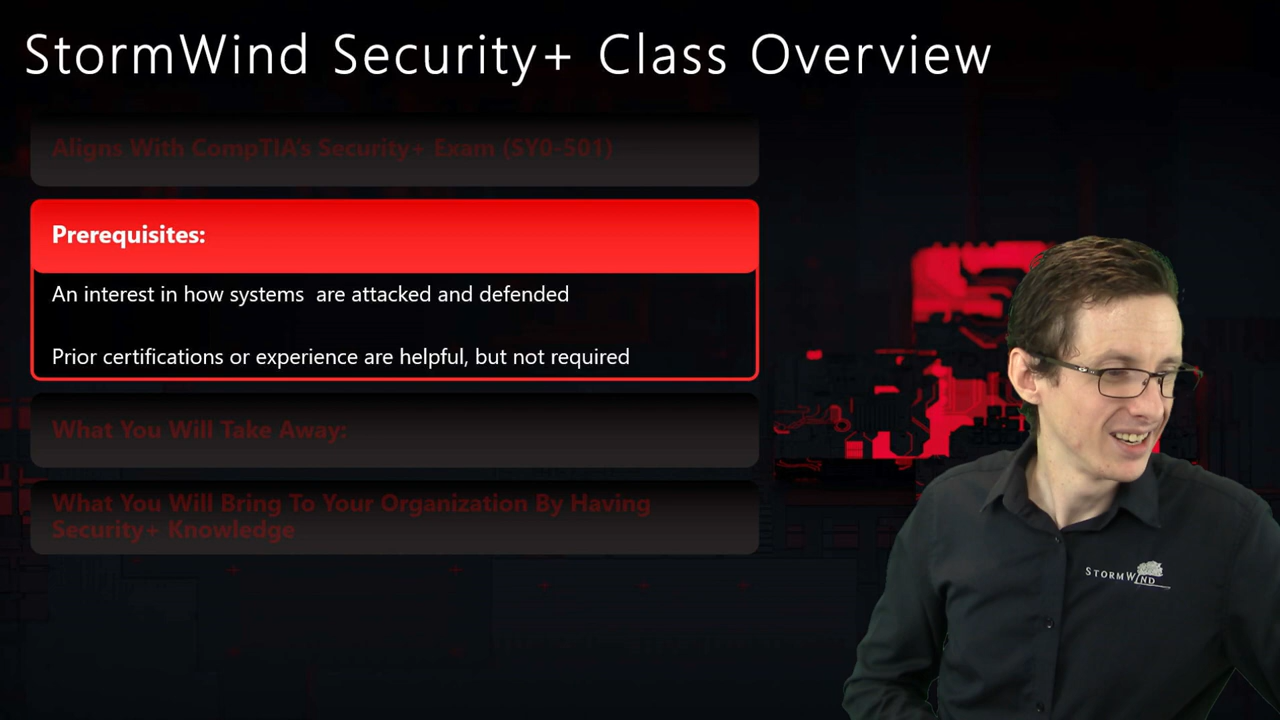 StormWind Security+ Class Overview
Aligns With CompTIA's Security+ Exam (SY0-501)
Prerequisites:
An interest in how systems  are attacked and defended
Prior certifications or experience are helpful, but not required
What You Will Take Away:
What You Will Bring To Your Organization By Having
Security+ Knowledge
STORMWIND